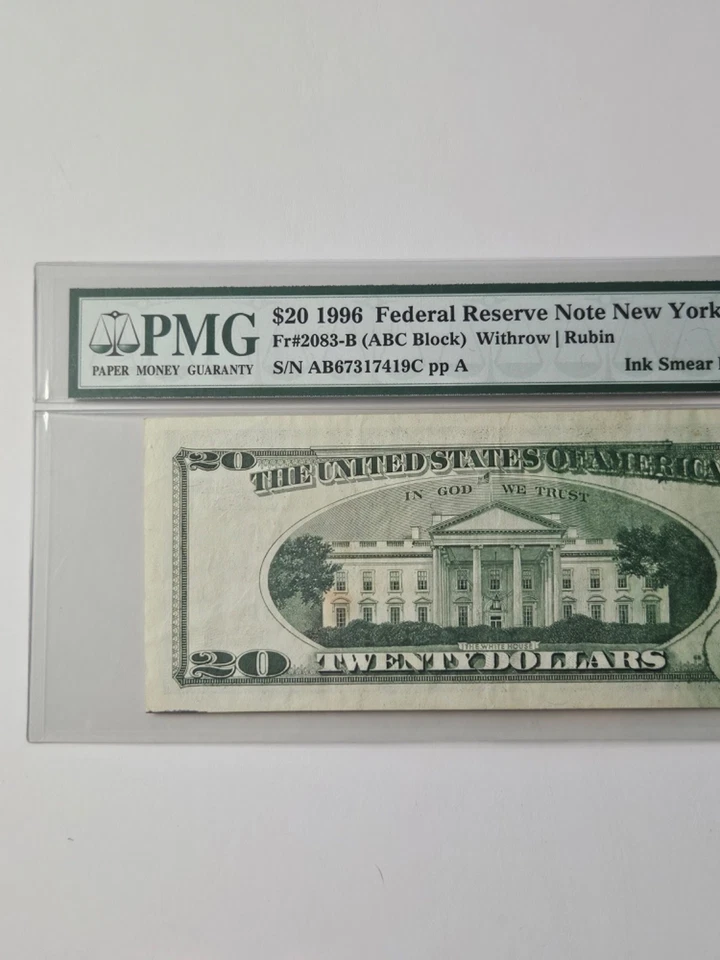 PMG
PAPER MONEY GUARANTY
$20 1996 Federal Reserve Note New York
Fr#2083-B (ABC Block) Withrow | Rubin
S/N AB67317419C pp A
Ink Smear
20
THE UNITED STATES OF AMERICA
IN GOD WE TRUST
THE WHITE HOUSE
20 TWENTY DOLLARS